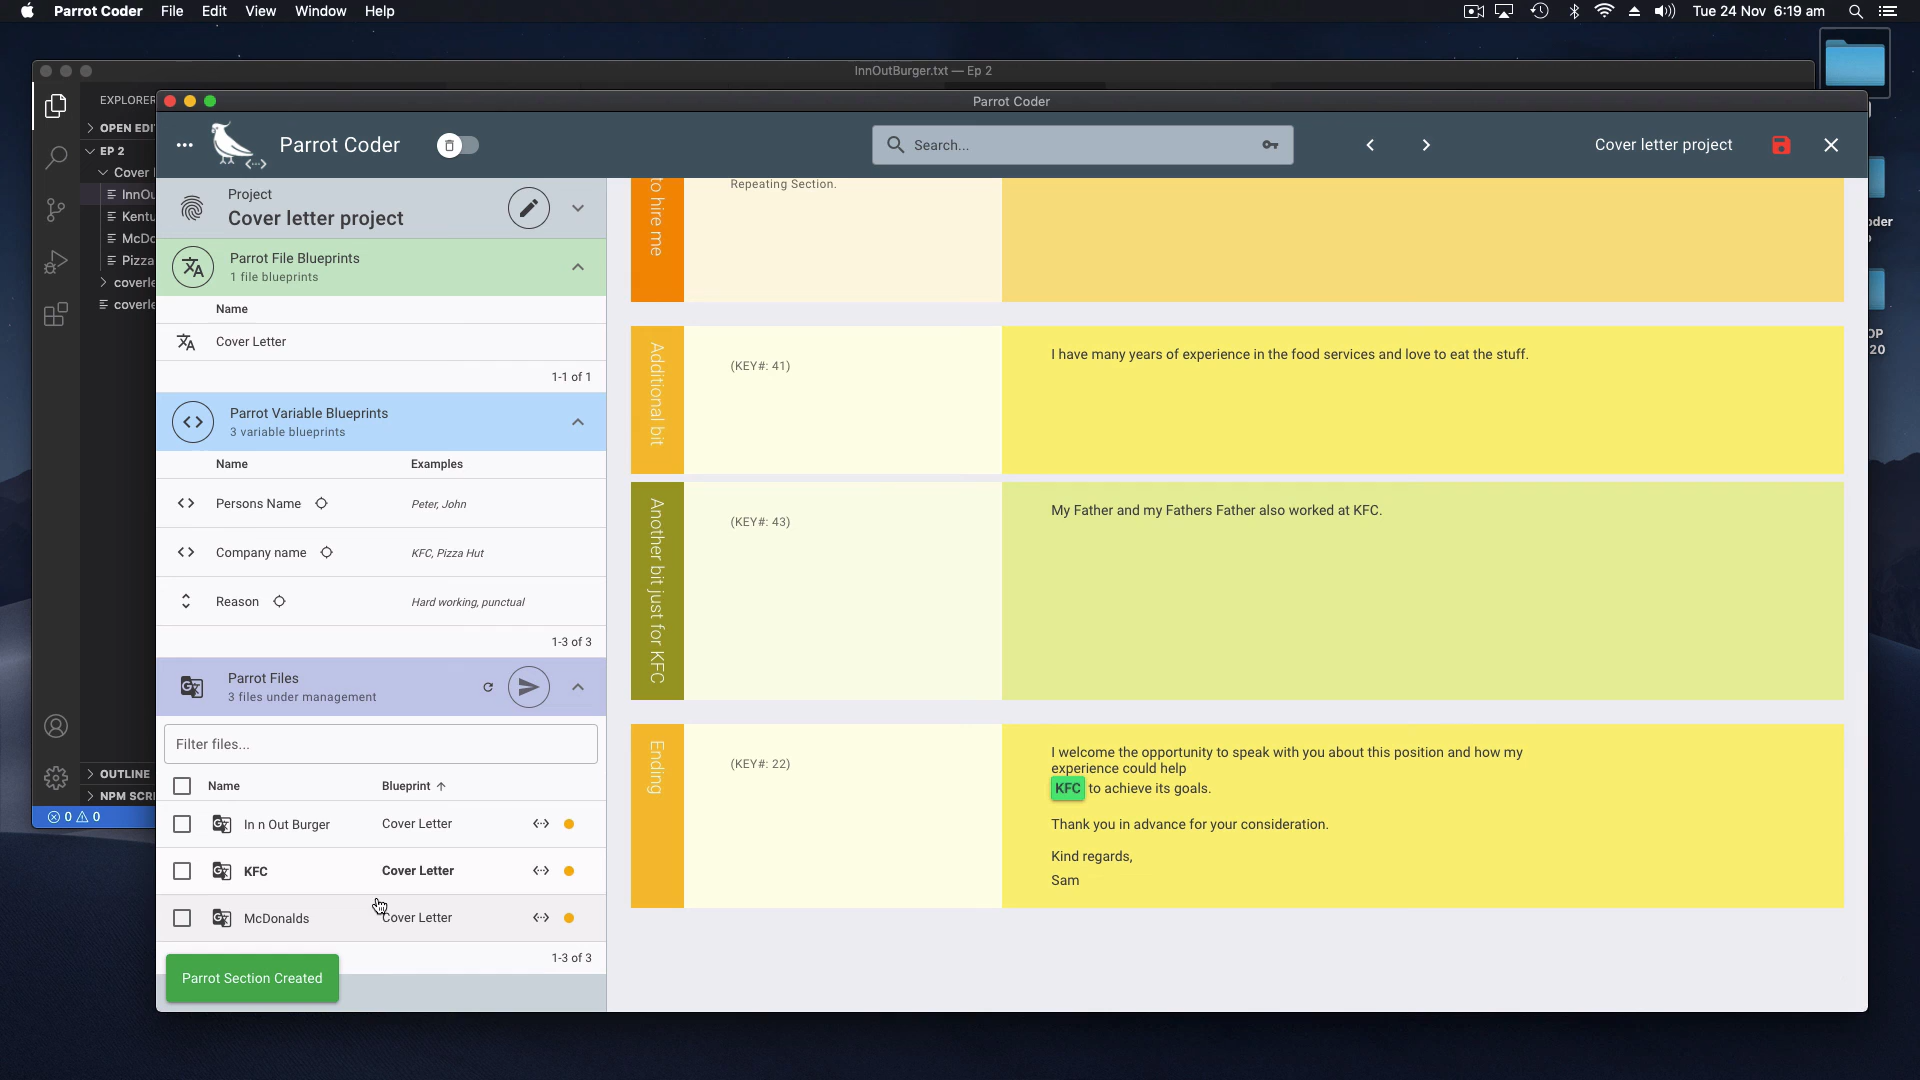 Parrot Coder File Edit View Window Help
Tue 24 Nov 6:19 am
InnOutBurger.txt — Ep 2
EXPLORER
Parrot Coder
OPEN EDI
EP 2
Cover
InnOu
Kentu
McDo
Pizza
coverle
coverle
OUTLINE
NPM SCRI
0 0
Parrot Coder
Search...
Cover letter project
Project
Cover letter project
Parrot File Blueprints
1 file blueprints
Name
Cover Letter
1-1 of 1
Parrot Variable Blueprints
3 variable blueprints
Name Examples
Persons Name Peter, John
Company name KFC, Pizza Hut
Reason Hard working, punctual
1-3 of 3
Parrot Files
3 files under management
Filter files...
Name Blueprint
In n Out Burger Cover Letter
KFC Cover Letter
McDonalds Cover Letter
1-3 of 3
Parrot Section Created
to hire me
Repeating Section.
Additional bit
(KEY#: 41)
I have many years of experience in the food services and love to eat the stuff.
Another bit just for KFC
(KEY#: 43)
My Father and my Fathers Father also worked at KFC.
Ending
(KEY#: 22)
I welcome the opportunity to speak with you about this position and how my
experience could help
KFC to achieve its goals.
Thank you in advance for your consideration.
Kind regards,
Sam
der
OP
20